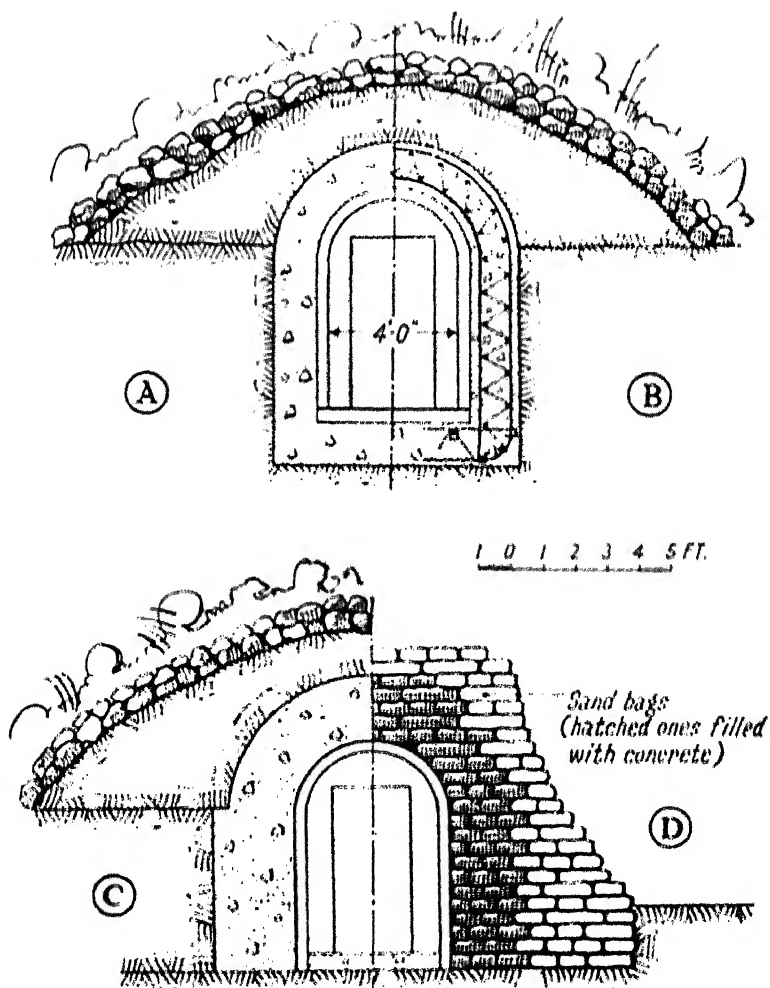 A
B
4'·0"
1 0 1 2 3 4 5 FT.
Sand bags
(hatched ones filled
with concrete)
D
C